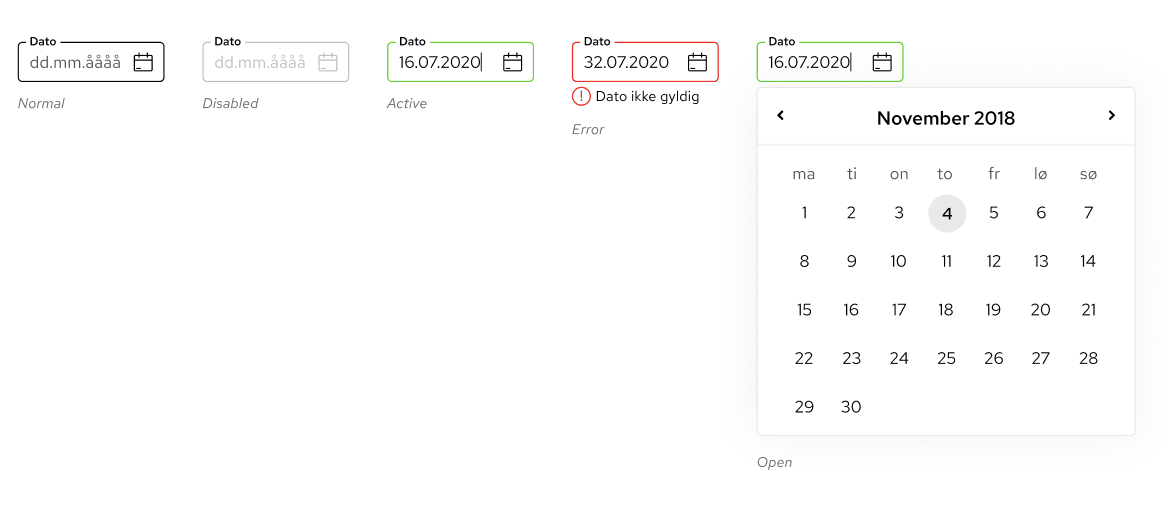 Dato
dd.mm.åååå
Normal
Dato
dd.mm.åååå
Disabled
Dato
16.07.2020
Active
Dato
32.07.2020
Dato ikke gyldig
Error
Dato
16.07.2020
November 2018
ma ti on to fr lø sø
1 2 3 4 5 6 7
8 9 10 11 12 13 14
15 16 17 18 19 20 21
22 23 24 25 26 27 28
29 30
Open